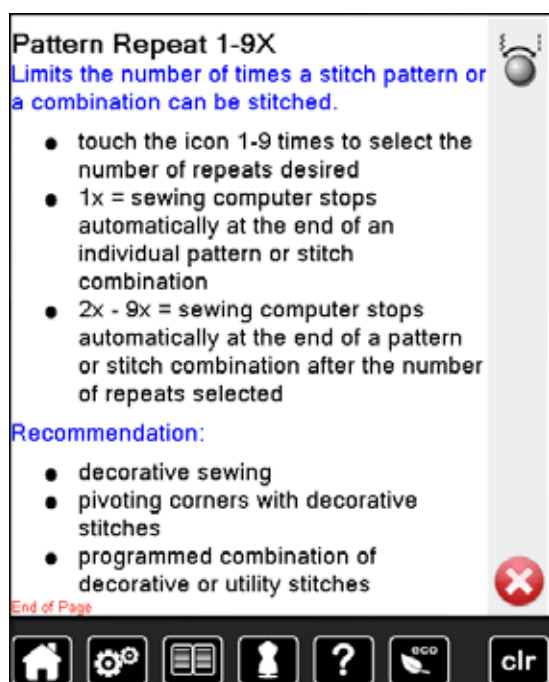 Pattern Repeat 1-9X
Limits the number of times a stitch pattern or
a combination can be stitched.
● touch the icon 1-9 times to select the
number of repeats desired
● 1x = sewing computer stops
automatically at the end of an
individual pattern or stitch
combination
● 2x - 9x = sewing computer stops
automatically at the end of a pattern
or stitch combination after the number
of repeats selected
Recommendation:
● decorative sewing
● pivoting corners with decorative
stitches
● programmed combination of
decorative or utility stitches
End of Page
? eco clr